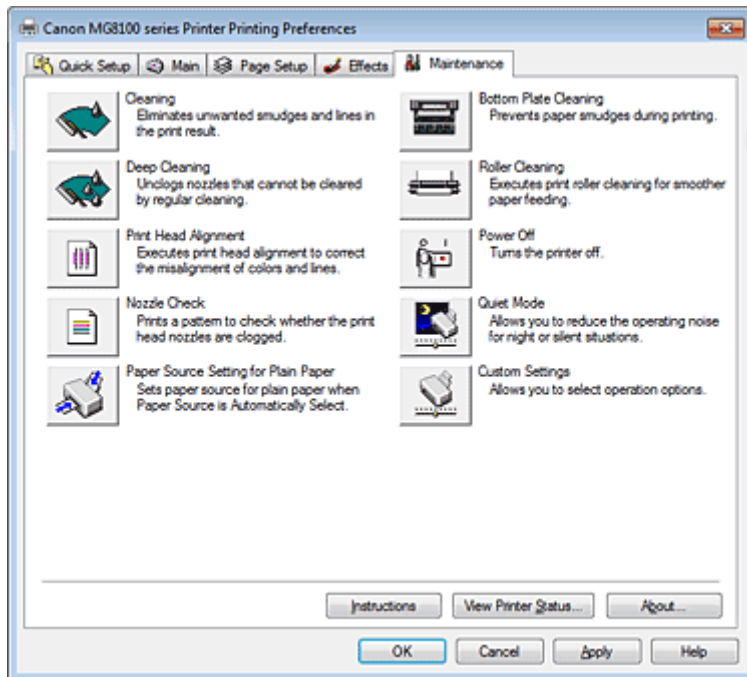 Canon MG8100 series Printer Printing Preferences
Quick Setup Main Page Setup Effects Maintenance
Cleaning
Eliminates unwanted smudges and lines in
the print result.
Bottom Plate Cleaning
Prevents paper smudges during printing.
Deep Cleaning
Unclogs nozzles that cannot be cleared
by regular cleaning.
Roller Cleaning
Executes print roller cleaning for smoother
paper feeding.
Print Head Alignment
Executes print head alignment to correct
the misalignment of colors and lines.
Power Off
Turns the printer off.
Nozzle Check
Prints a pattern to check whether the print
head nozzles are clogged.
Quiet Mode
Allows you to reduce the operating noise
for night or silent situations.
Paper Source Setting for Plain Paper
Sets paper source for plain paper when
Paper Source is Automatically Select.
Custom Settings
Allows you to select operation options.
Instructions View Printer Status... About...
OK Cancel Apply Help